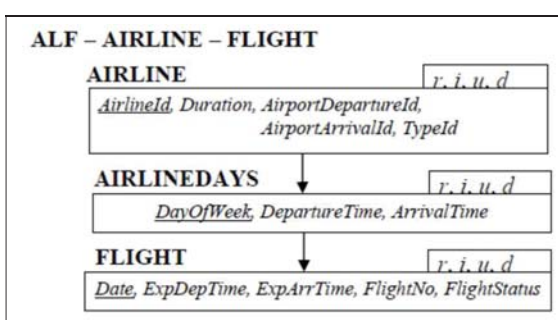 ALF – AIRLINE – FLIGHT
AIRLINE
r, i, u, d
AirlineId, Duration, AirportDepartureId,
AirportArrivalId, TypeId
AIRLINEDAYS
r, i, u, d
DayOfWeek, DepartureTime, ArrivalTime
FLIGHT
r, i, u, d
Date, ExpDepTime, ExpArrTime, FlightNo, FlightStatus